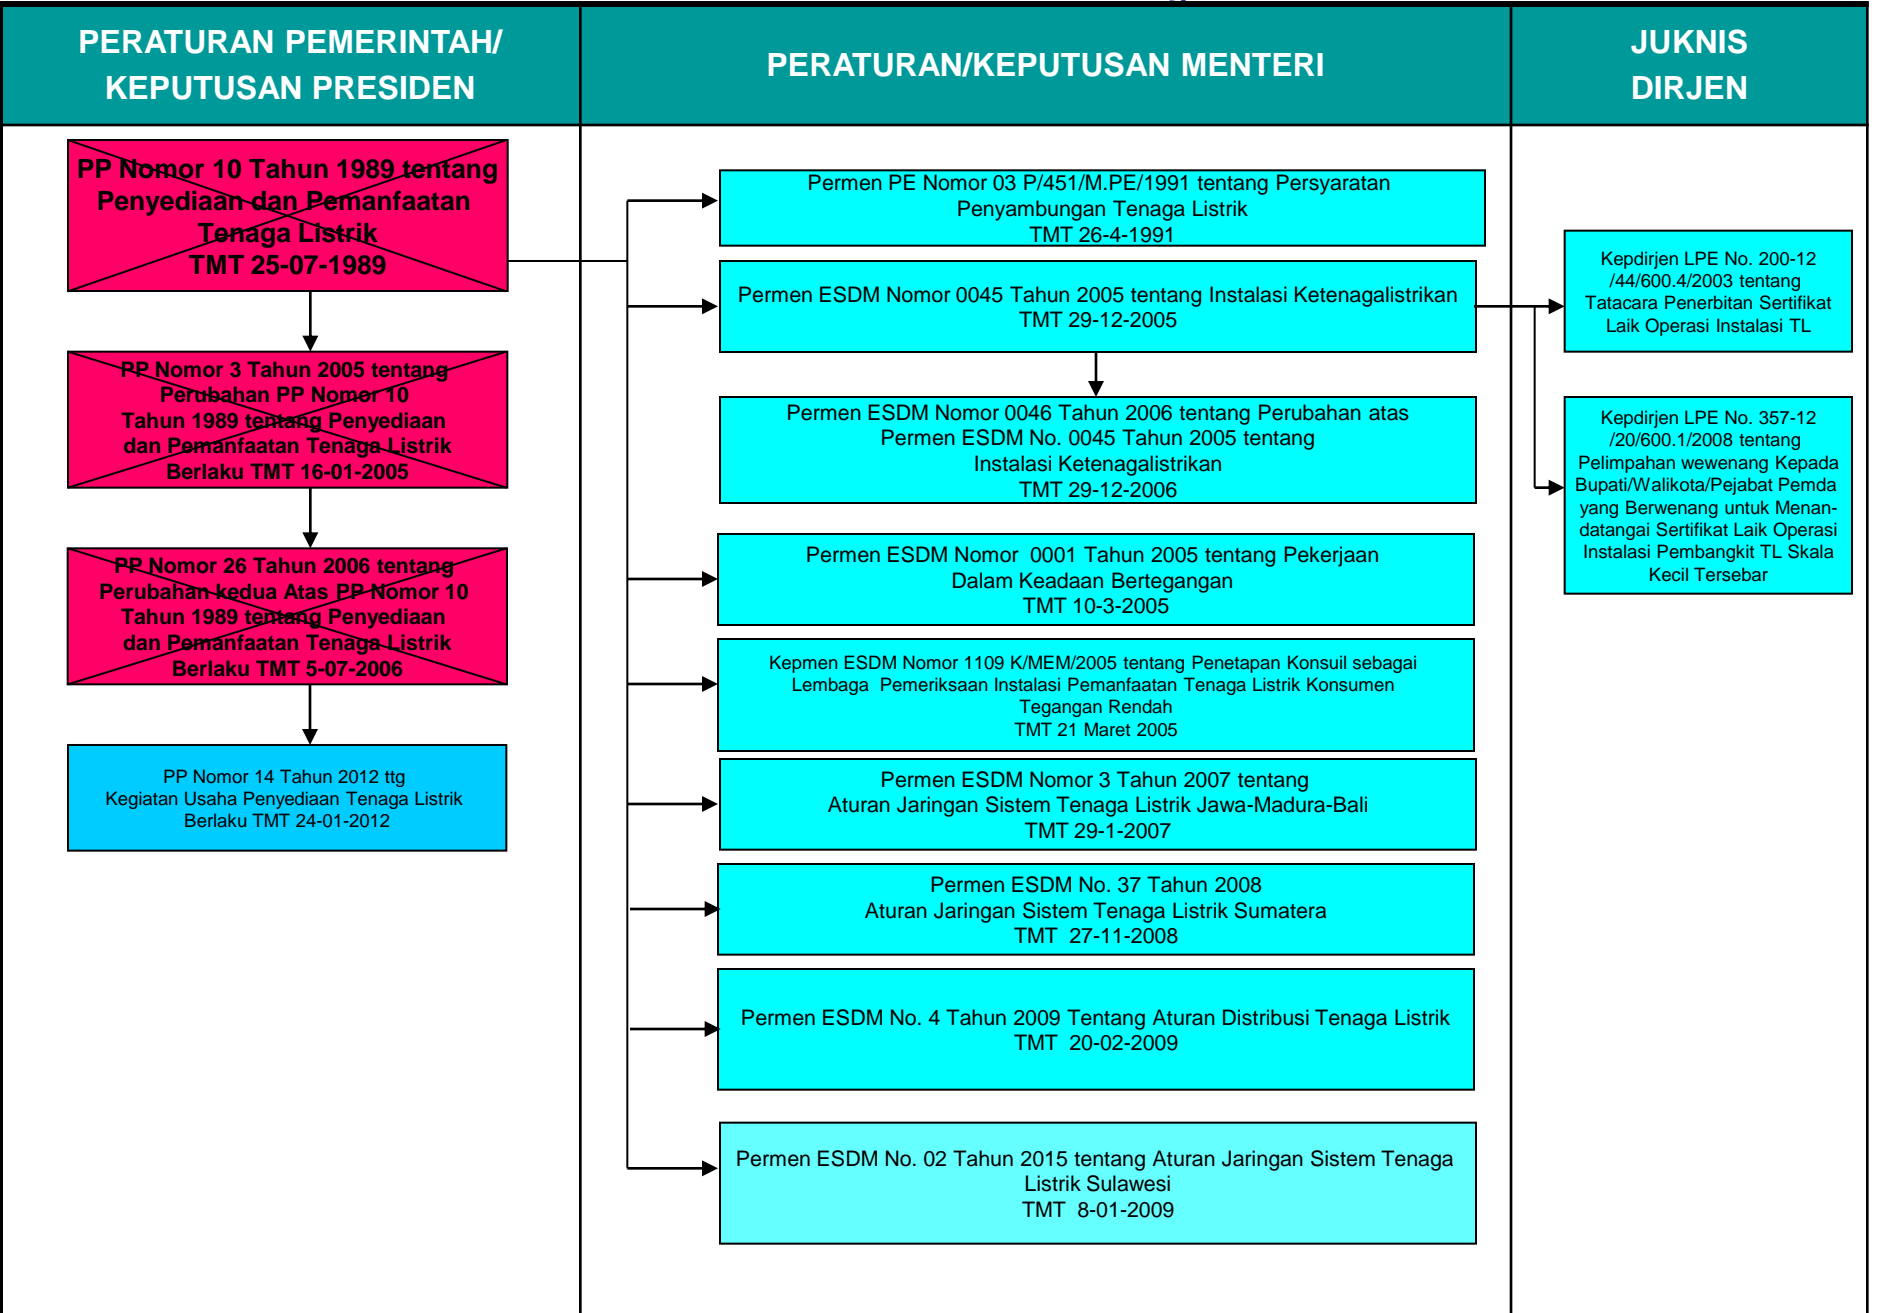 PERATURAN PEMERINTAH/
KEPUTUSAN PRESIDEN
PERATURAN/KEPUTUSAN MENTERI
JUKNIS
DIRJEN
PP Nomor 10 Tahun 1989 tentang
Penyediaan dan Pemanfaatan
Tenaga Listrik
TMT 25-07-1989
PP Nomor 3 Tahun 2005 tentang
Perubahan PP Nomor 10
Tahun 1989 tentang Penyediaan
dan Pemanfaatan Tenaga Listrik
Berlaku TMT 16-01-2005
PP Nomor 26 Tahun 2006 tentang
Perubahan kedua Atas PP Nomor 10
Tahun 1989 tentang Penyediaan
dan Pemanfaatan Tenaga Listrik
Berlaku TMT 5-07-2006
PP Nomor 14 Tahun 2012 ttg
Kegiatan Usaha Penyediaan Tenaga Listrik
Berlaku TMT 24-01-2012
Permen PE Nomor 03 P/451/M.PE/1991 tentang Persyaratan
Penyambungan Tenaga Listrik
TMT 26-4-1991
Permen ESDM Nomor 0045 Tahun 2005 tentang Instalasi Ketenagalistrikan
TMT 29-12-2005
Permen ESDM Nomor 0046 Tahun 2006 tentang Perubahan atas
Permen ESDM No. 0045 Tahun 2005 tentang
Instalasi Ketenagalistrikan
TMT 29-12-2006
Permen ESDM Nomor  0001 Tahun 2005 tentang Pekerjaan
Dalam Keadaan Bertegangan
TMT 10-3-2005
Kepmen ESDM Nomor 1109 K/MEM/2005 tentang Penetapan Konsuil sebagai
Lembaga  Pemeriksaan Instalasi Pemanfaatan Tenaga Listrik Konsumen
Tegangan Rendah
TMT 21 Maret 2005
Permen ESDM Nomor 3 Tahun 2007 tentang
Aturan Jaringan Sistem Tenaga Listrik Jawa-Madura-Bali
TMT 29-1-2007
Permen ESDM No. 37 Tahun 2008
Aturan Jaringan Sistem Tenaga Listrik Sumatera
TMT  27-11-2008
Permen ESDM No. 4 Tahun 2009 Tentang Aturan Distribusi Tenaga Listrik
TMT  20-02-2009
Permen ESDM No. 02 Tahun 2015 tentang Aturan Jaringan Sistem Tenaga
Listrik Sulawesi
TMT  8-01-2009
Kepdirjen LPE No. 200-12
/44/600.4/2003 tentang
Tatacara Penerbitan Sertifikat
Laik Operasi Instalasi TL
Kepdirjen LPE No. 357-12
/20/600.1/2008 tentang
Pelimpahan wewenang Kepada
Bupati/Walikota/Pejabat Pemda
yang Berwenang untuk Menan-
datangai Sertifikat Laik Operasi
Instalasi Pembangkit TL Skala
Kecil Tersebar